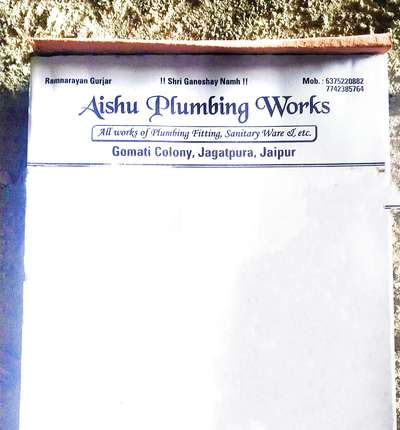 Ramnarayan Gurjar !! Shri Ganeshay Namh !! Mob. : 6375220882
7742385764
Aishu Plumbing Works
All works of Plumbing Fitting, Sanitary Ware & etc.
Gomati Colony, Jagatpura, Jaipur